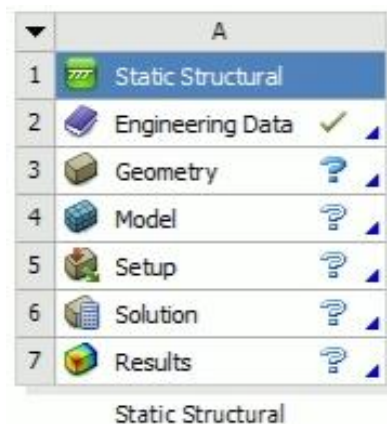 A
1 Static Structural
2 Engineering Data
3 Geometry
4 Model
5 Setup
6 Solution
7 Results
Static Structural